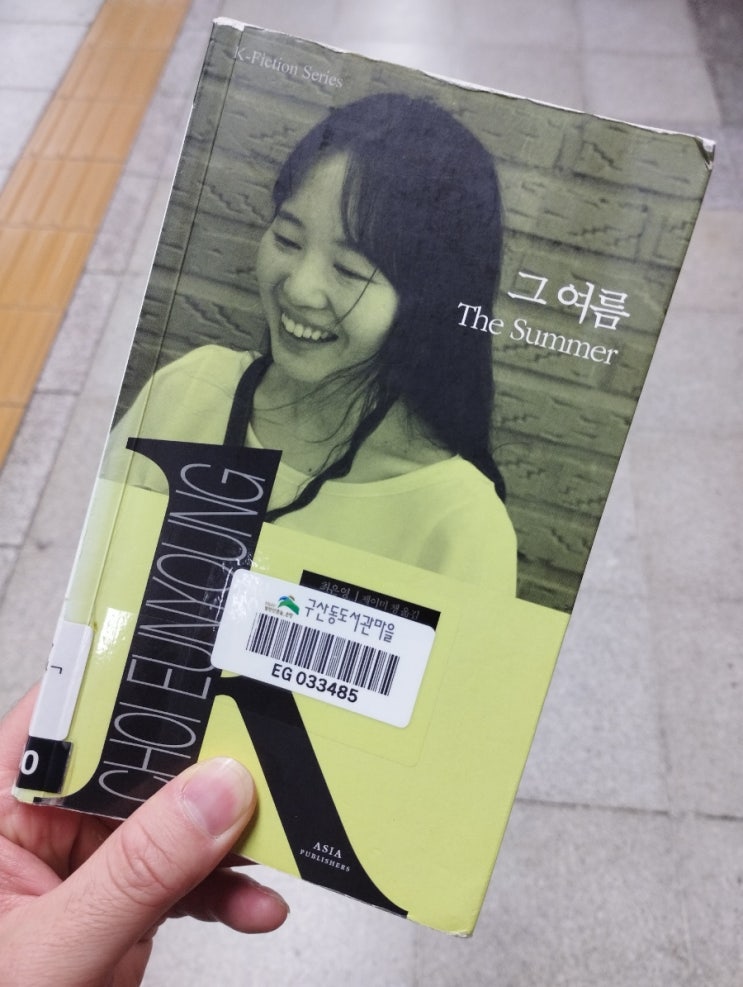 K-Fiction Series
그 여름
The Summer
CHOI EUNYOUNG
최은영 | 제이미 챙 옮김
구산동도서관마을
EG 033485
ASIA
PUBLISHERS
0